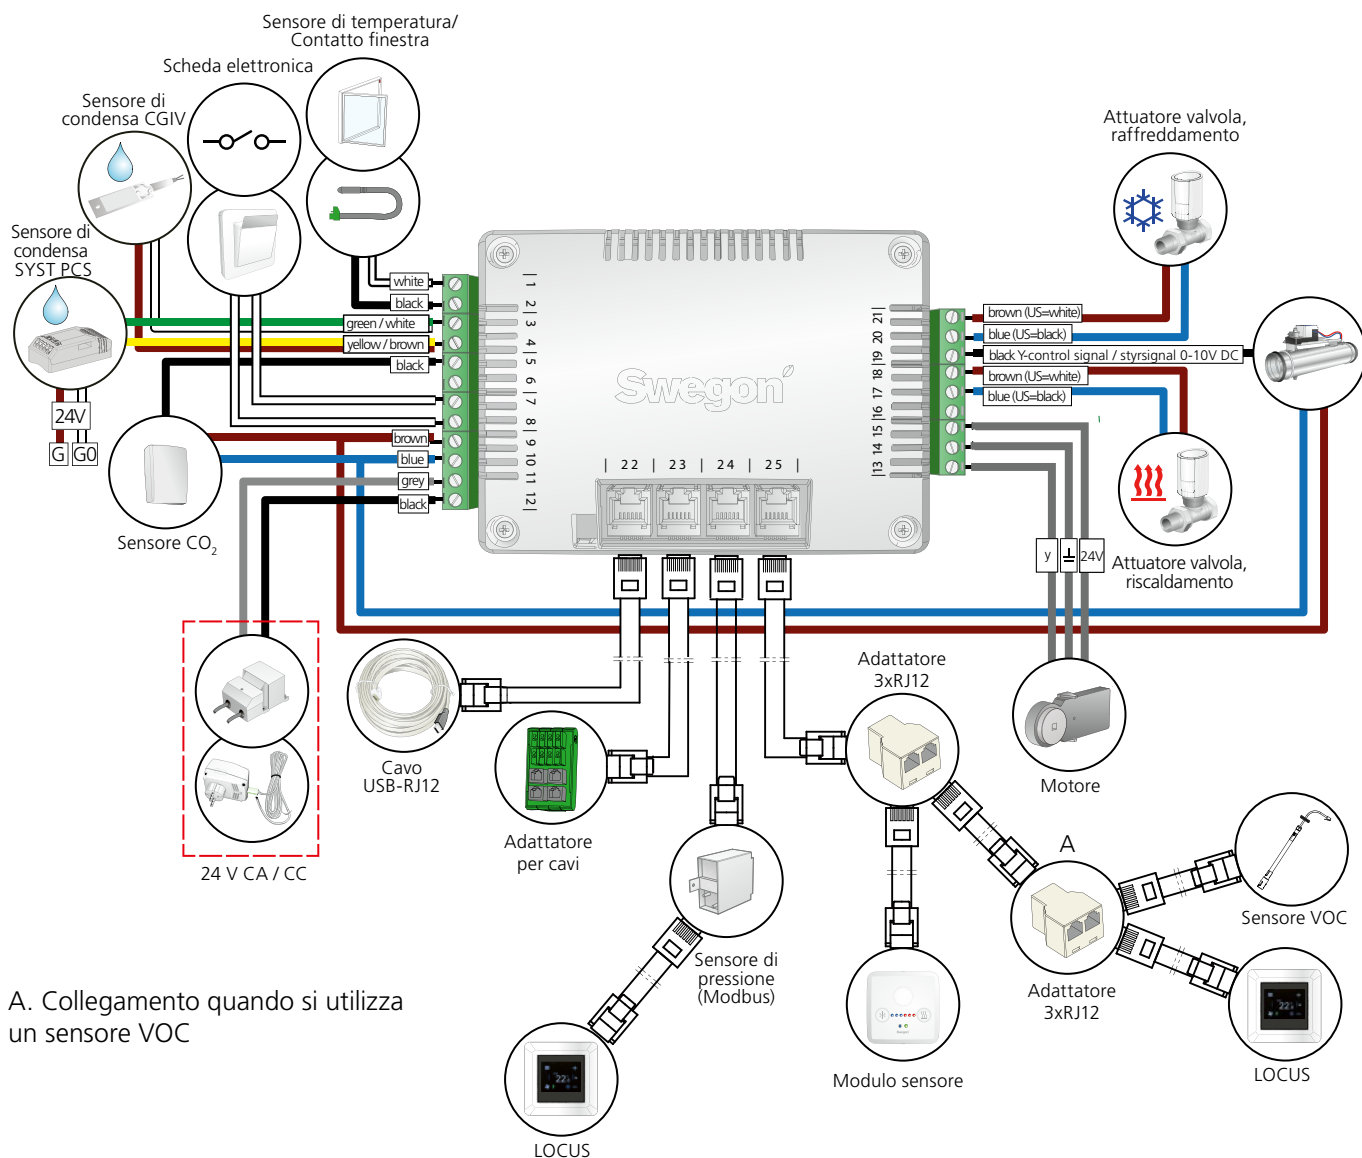 Sensore di temperatura/
Contatto finestra
Scheda elettronica
Sensore di
condensa CGIV
Sensore di
condensa
SYST PCS
24V
G
G0
Sensore CO2
white
black
green / white
yellow / brown
black
brown
blue
grey
black
|1
2|
|3
4
|5
6
|7
8|
|9
10
|11
12|
Swegon
| 22 | 23 | 24 | 25 |
21|
20
|19
18
|17
|16
15
14
|13
brown (US=white)
blue (US=black)
black Y-control signal / styrsignal 0-10V DC
brown (US=white)
blue (US=black)
Attuatore valvola,
raffreddamento
Attuatore valvola,
riscaldamento
y
24V
Motore
24 V CA / CC
Cavo
USB-RJ12
Adattatore
per cavi
Sensore di
pressione
(Modbus)
LOCUS
Adattatore
3xRJ12
Modulo sensore
A
Adattatore
3xRJ12
Sensore VOC
LOCUS
A. Collegamento quando si utilizza
un sensore VOC